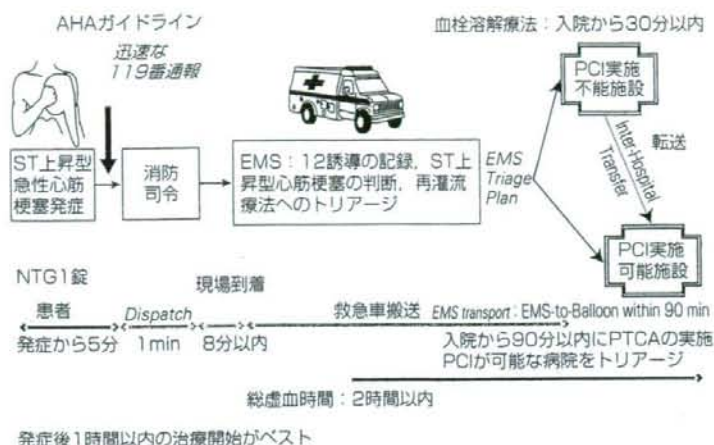 AHAガイドライン
迅速な
119番通報
血栓溶解療法：入院から30分以内
PCI実施
不能施設
ST上昇型
急性心筋
梗塞発症
消防
司令
EMS：12誘導の記録，ST上
昇型心筋梗塞の判断，再灌流
療法へのトリアージ
EMS
Triage
Plan
Inter-Hospital
Transfer
転送
PCI実施
可能施設
NTG1錠
患者
発症から5分
Dispatch
1min
現場到着
8分以内
救急車搬送 EMS transport：EMS-to-Balloon within 90 min
入院から90分以内にPTCAの実施
PCIが可能な病院をトリアージ
総虚血時間：2時間以内
発症後1時間以内の治療開始がベスト